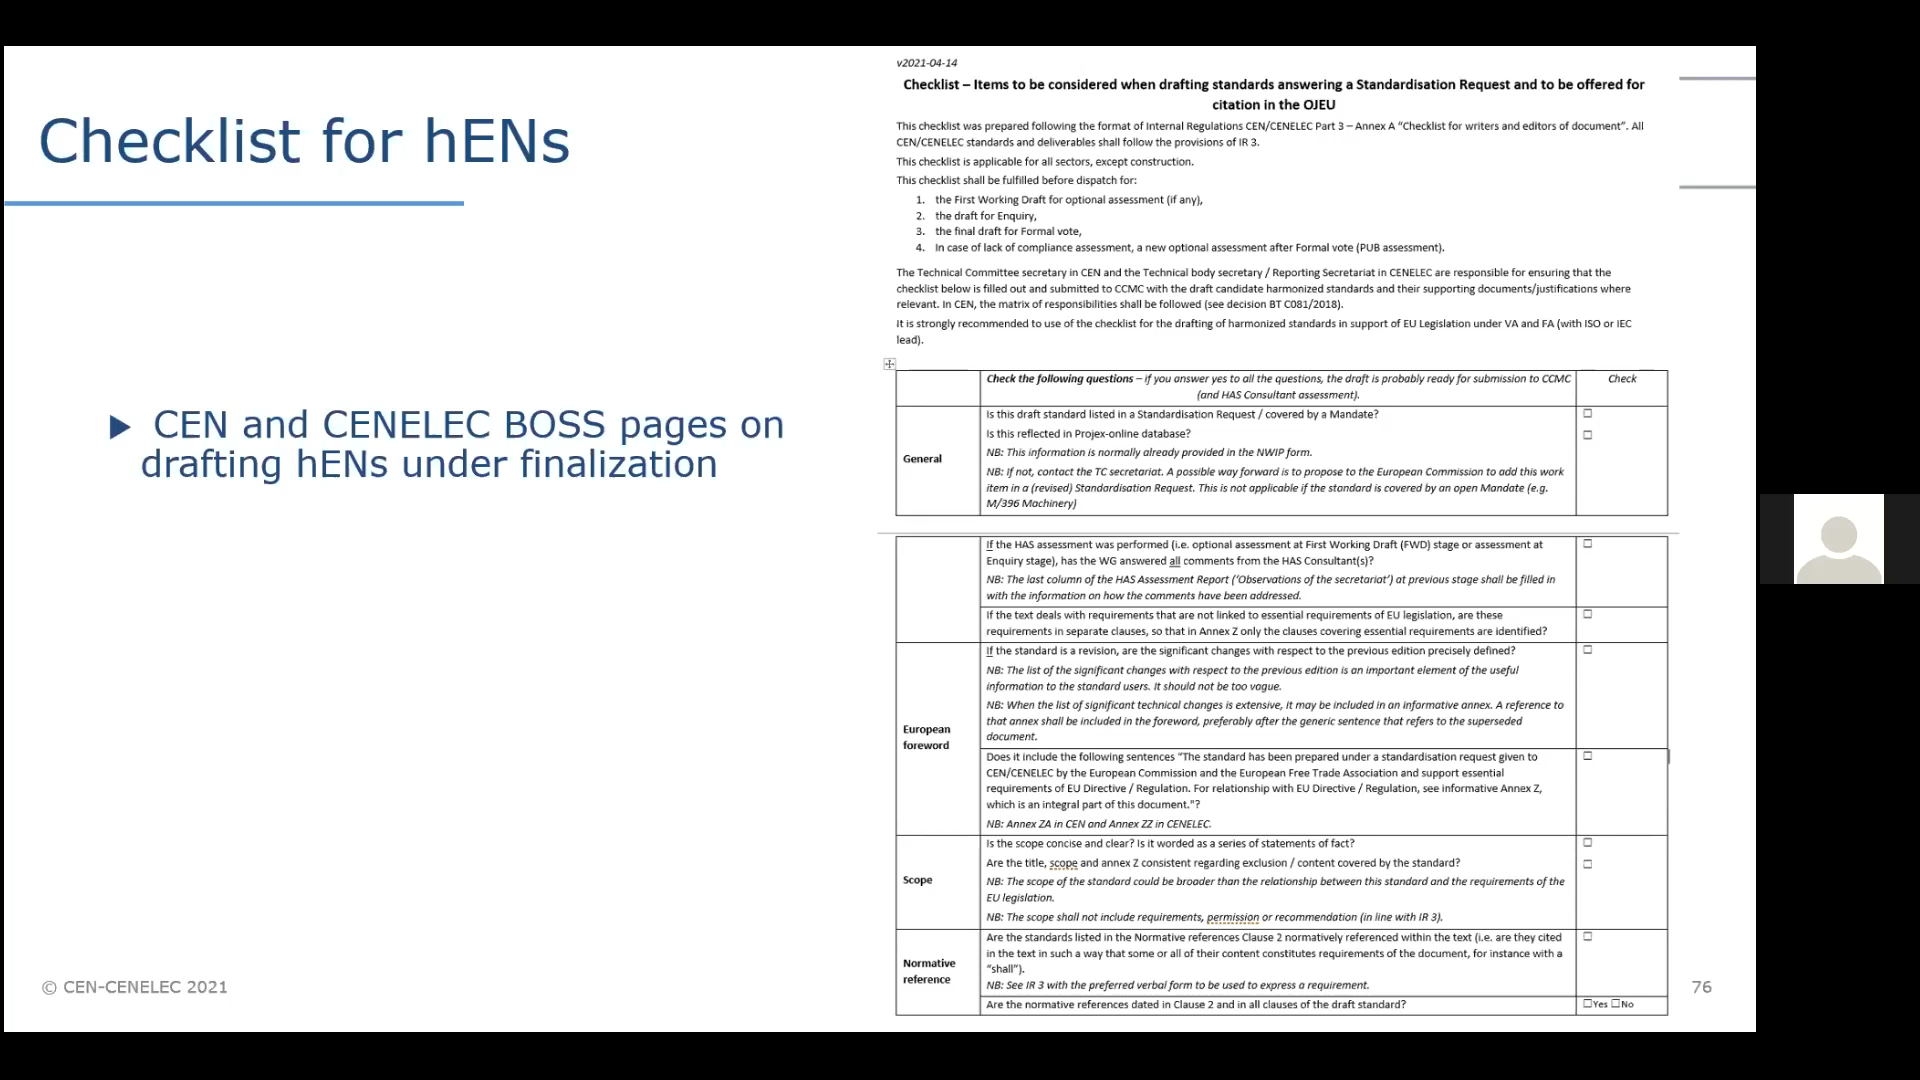 Checklist for hENs
▶ CEN and CENELEC BOSS pages on
drafting hENs under finalization
© CEN-CENELEC 2021
v2021-04-14
Checklist – Items to be considered when drafting standards answering a Standardisation Request and to be offered for
citation in the OJEU
This checklist was prepared following the format of Internal Regulations CEN/CENELEC Part 3 – Annex A “Checklist for writers and editors of document”. All
CEN/CENELEC standards and deliverables shall follow the provisions of IR 3.
This checklist is applicable for all sectors, except construction.
This checklist shall be fulfilled before dispatch for:
1. the First Working Draft for optional assessment (if any),
2. the draft for Enquiry,
3. the final draft for Formal vote,
4. In case of lack of compliance assessment, a new optional assessment after Formal vote (PUB assessment).
The Technical Committee secretary in CEN and the Technical body secretary / Reporting Secretariat in CENELEC are responsible for ensuring that the
checklist below is filled out and submitted to CCMC with the draft candidate harmonized standards and their supporting documents/justifications where
relevant. In CEN, the matrix of responsibilities shall be followed (see decision BT C081/2018).
It is strongly recommended to use of the checklist for the drafting of harmonized standards in support of EU Legislation under VA and FA (with ISO or IEC
lead).
Check the following questions – if you answer yes to all the questions, the draft is probably ready for submission to CCMC
(and HAS Consultant assessment).
Check
General
Is this draft standard listed in a Standardisation Request / covered by a Mandate?
☐
Is this reflected in Projex-online database?
☐
NB: This information is normally already provided in the NWIP form.
NB: If not, contact the TC secretariat. A possible way forward is to propose to the European Commission to add this work
item in a (revised) Standardisation Request. This is not applicable if the standard is covered by an open Mandate (e.g.
M/396 Machinery)
If the HAS assessment was performed (i.e. optional assessment at First Working Draft (FWD) stage or assessment at
Enquiry stage), has the WG answered all comments from the HAS Consultant(s)?
☐
NB: The last column of the HAS Assessment Report (‘Observations of the secretariat’) at previous stage shall be filled in
with the information on how the comments have been addressed.
If the text deals with requirements that are not linked to essential requirements of EU legislation, are these
requirements in separate clauses, so that in Annex Z only the clauses covering essential requirements are identified?
☐
European
foreword
If the standard is a revision, are the significant changes with respect to the previous edition precisely defined?
☐
NB: The list of the significant changes with respect to the previous edition is an important element of the useful
information to the standard users. It should not be too vague.
NB: When the list of significant technical changes is extensive, it may be included in an informative annex. A reference to
that annex shall be included in the foreword, preferably after the generic sentence that refers to the superseded
document.
Does it include the following sentences “The standard has been prepared under a standardisation request given to
CEN/CENELEC by the European Commission and the European Free Trade Association and support essential
requirements of EU Directive / Regulation. For relationship with EU Directive / Regulation, see informative Annex Z,
which is an integral part of this document."?
☐
NB: Annex ZA in CEN and Annex ZZ in CENELEC.
Scope
Is the scope concise and clear? Is it worded as a series of statements of fact?
☐
Are the title, scope and annex Z consistent regarding exclusion / content covered by the standard?
☐
NB: The scope of the standard could be broader than the relationship between this standard and the requirements of the
EU legislation.
NB: The scope shall not include requirements, permission or recommendation (in line with IR 3).
Normative
reference
Are the standards listed in the Normative references Clause 2 normatively referenced within the text (i.e. are they cited
in the text in such a way that some or all of their content constitutes requirements of the document, for instance with a
“shall”).
☐
NB: See IR 3 with the preferred verbal form to be used to express a requirement.
Are the normative references dated in Clause 2 and in all clauses of the draft standard?
☐Yes ☐No
76